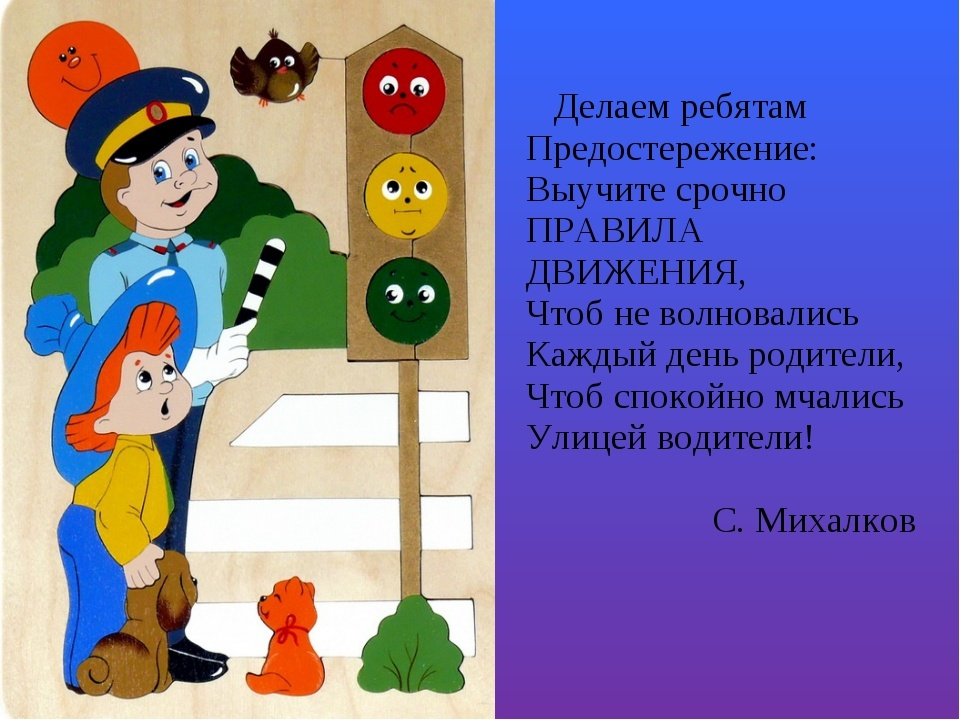 Делаем ребятам
Предостережение:
Выучите срочно
ПРАВИЛА
ДВИЖЕНИЯ,
Чтоб не волновались
Каждый день родители,
Чтоб спокойно мчались
Улицей водители!
С. Михалков